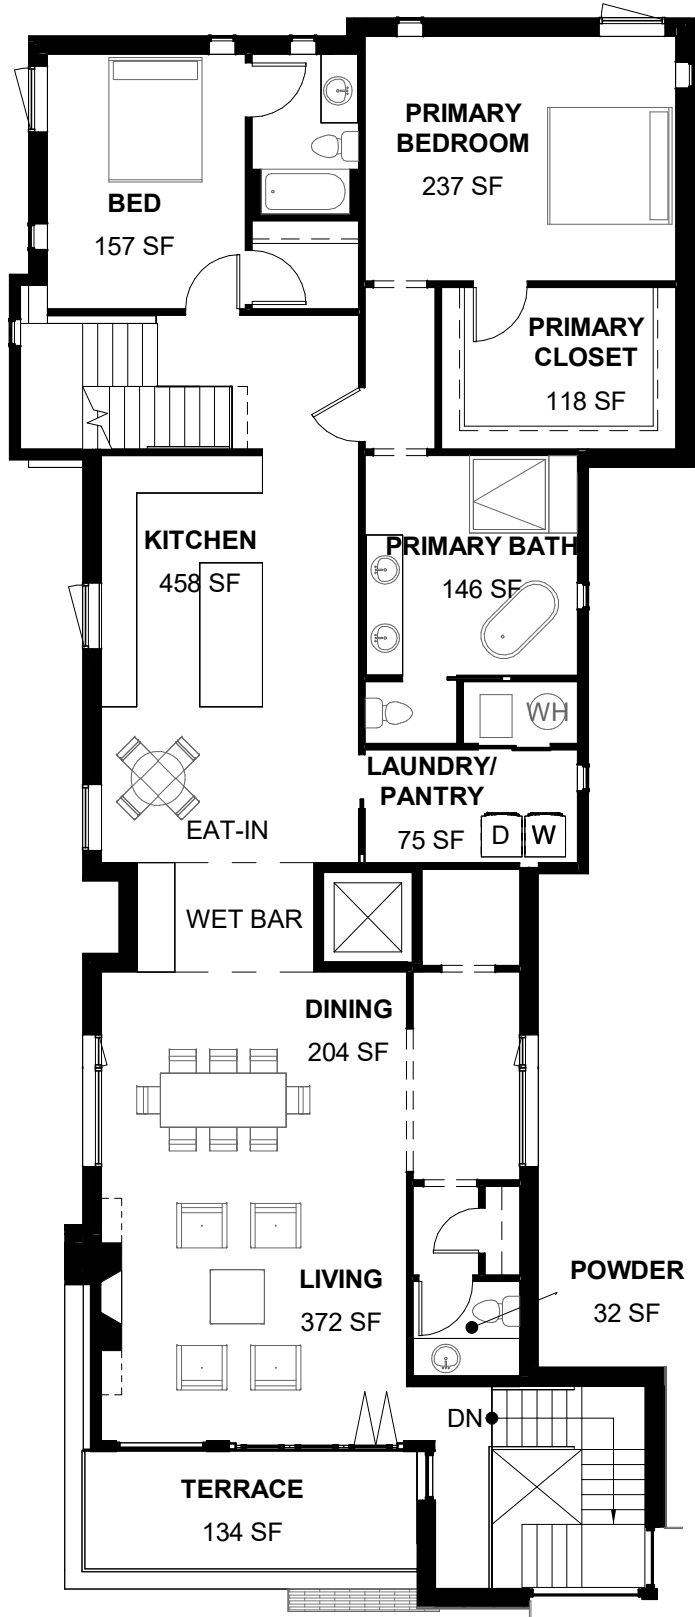 PRIMARY
BEDROOM
237 SF
BED
157 SF
PRIMARY
CLOSET
118 SF
KITCHEN
458 SF
PRIMARY BATH
146 SF
WH
LAUNDRY/
PANTRY
75 SF
D W
EAT-IN
WET BAR
DINING
204 SF
LIVING
372 SF
POWDER
32 SF
DN
TERRACE
134 SF